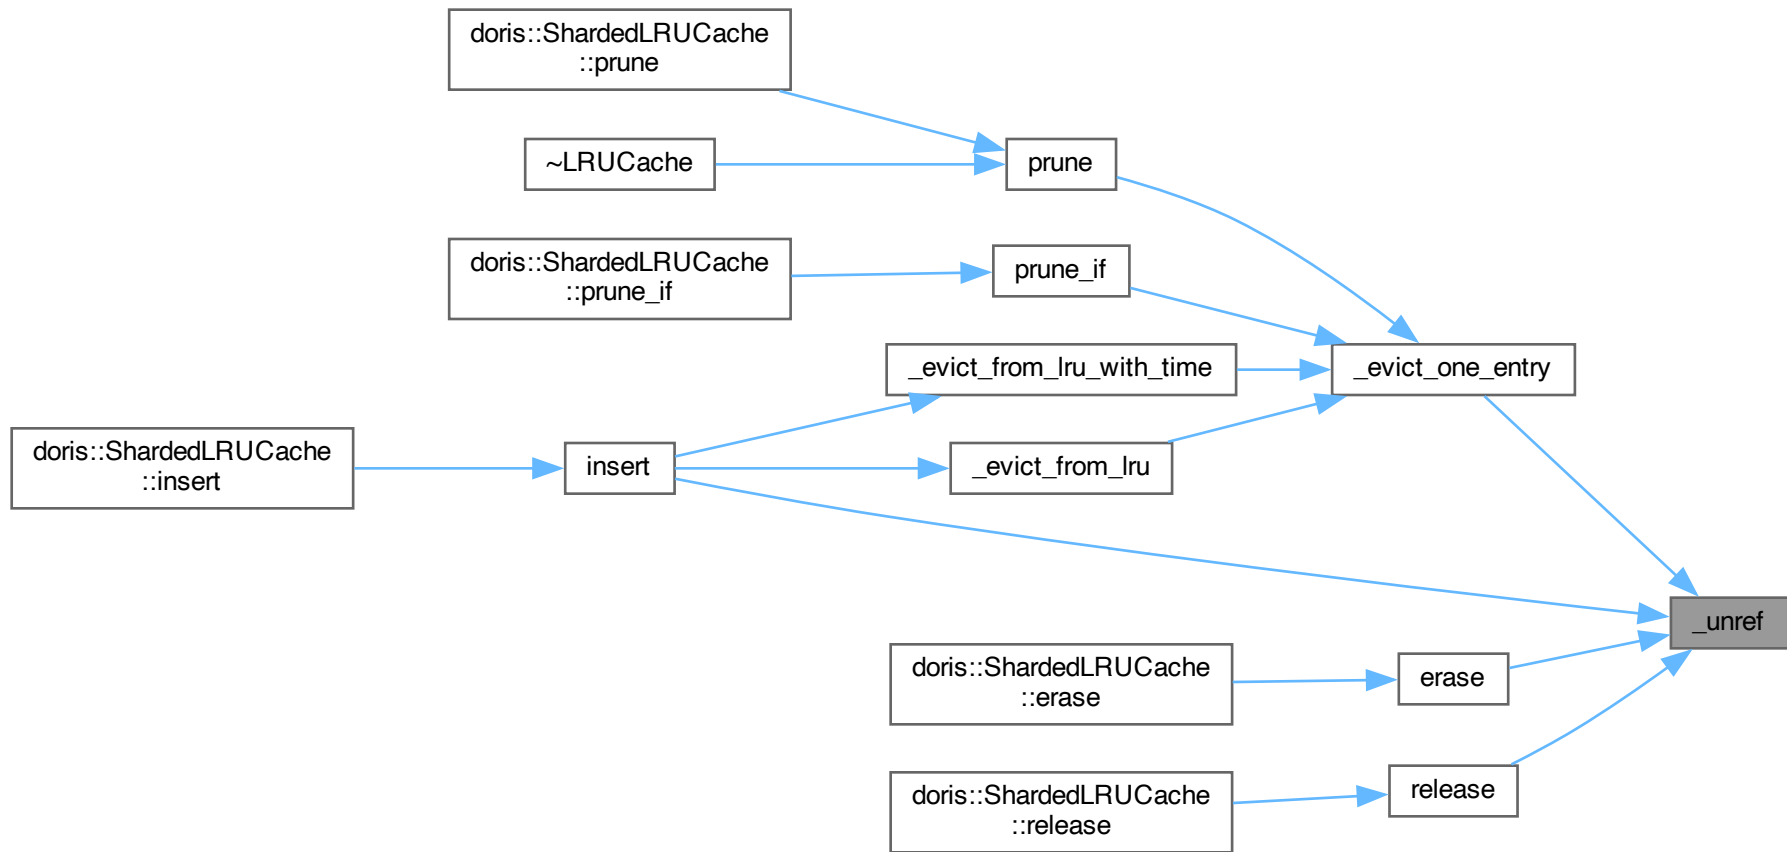 doris::ShardedLRUCache
::prune
~LRUCache
prune
doris::ShardedLRUCache
::prune_if
prune_if
_evict_from_lru_with_time
_evict_one_entry
doris::ShardedLRUCache
::insert
insert
_evict_from_lru
_unref
doris::ShardedLRUCache
::erase
erase
doris::ShardedLRUCache
::release
release